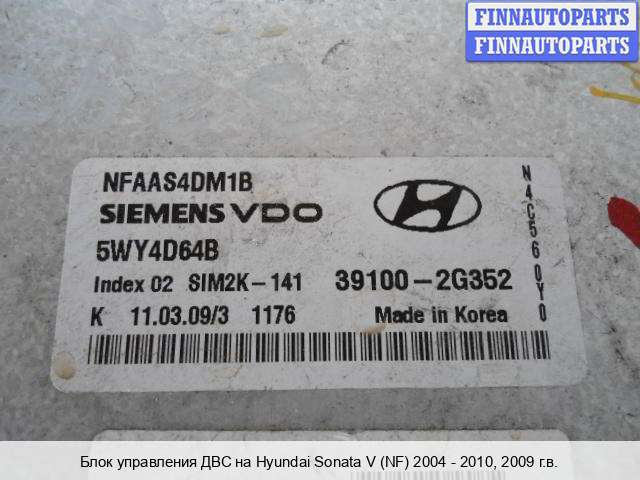 FINNAUTOPARTS
FINNAUTOPARTS
NFAAS4DM1B
SIEMENS VDO
5WY4D64B
Index 02 SIM2K-141
39100-2G352
K 11.03.09/3 1176
Made in Korea
N4C560Y0
Блок управления ДВС на Hyundai Sonata V (NF) 2004 - 2010, 2009 г.в.